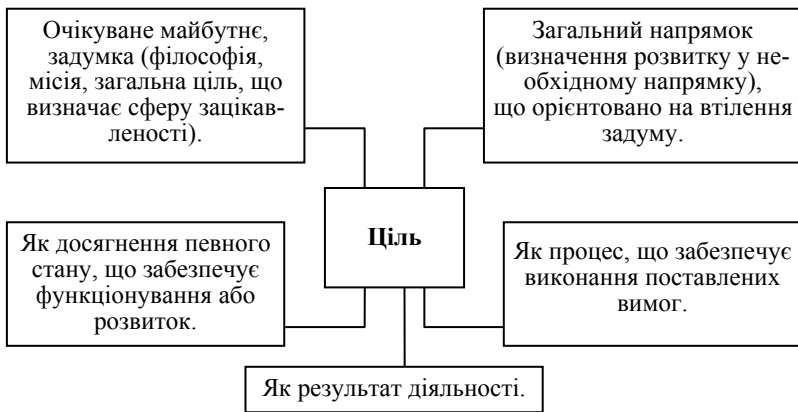 Очікуване майбутнє,
задумка (філософія,
місія, загальна ціль, що
визначає сферу зацікав-
леності).
Загальний напрямок
(визначення розвитку у не-
обхідному напрямку),
що орієнтовано на втілення
задуму.
Ціль
Як досягнення певного
стану, що забезпечує
функціонування або
розвиток.
Як процес, що забезпечує
виконання поставлених
вимог.
Як результат діяльності.